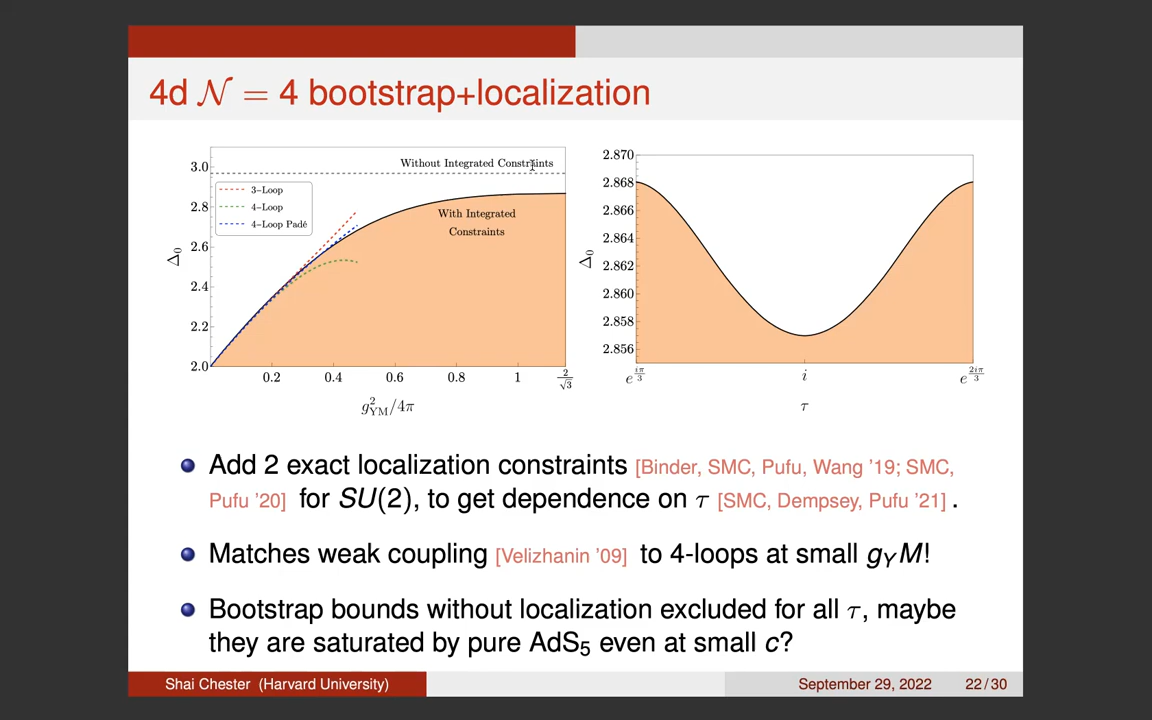 4d 𝒩 = 4 bootstrap+localization
3.0
2.8
2.6
2.4
2.2
2.0
Δ₀
Without Integrated Constraints
3−Loop
4−Loop
4−Loop Padé
With Integrated
Constraints
0.2 0.4 0.6 0.8 1 2/√3
g²_YM/4π
2.870
2.868
2.866
2.864
2.862
2.860
2.858
2.856
Δ₀
e^(iπ/3) i e^(2iπ/3)
τ
Add 2 exact localization constraints [Binder, SMC, Pufu, Wang '19; SMC,
Pufu '20] for SU(2), to get dependence on τ [SMC, Dempsey, Pufu '21] .
Matches weak coupling [Velizhanin '09] to 4-loops at small g_Y M!
Bootstrap bounds without localization excluded for all τ, maybe
they are saturated by pure AdS₅ even at small c?
Shai Chester (Harvard University) September 29, 2022 22 / 30